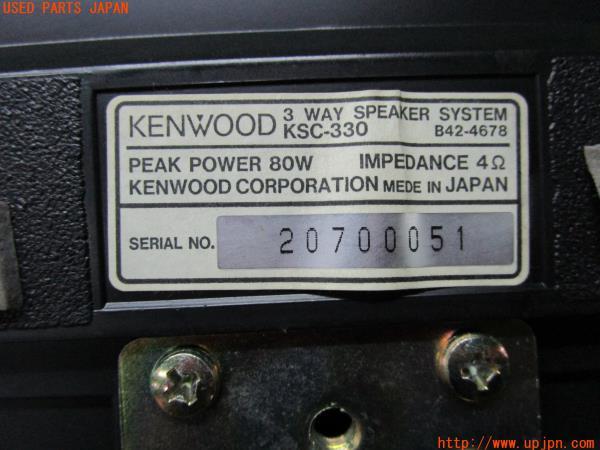 USED PARTS JAPAN
KENWOOD 3 WAY SPEAKER SYSTEM
KSC-330 B42-4678
PEAK POWER 80W IMPEDANCE 4Ω
KENWOOD CORPORATION MADE IN JAPAN
SERIAL NO. 20700051
http://www.upjpn.com/